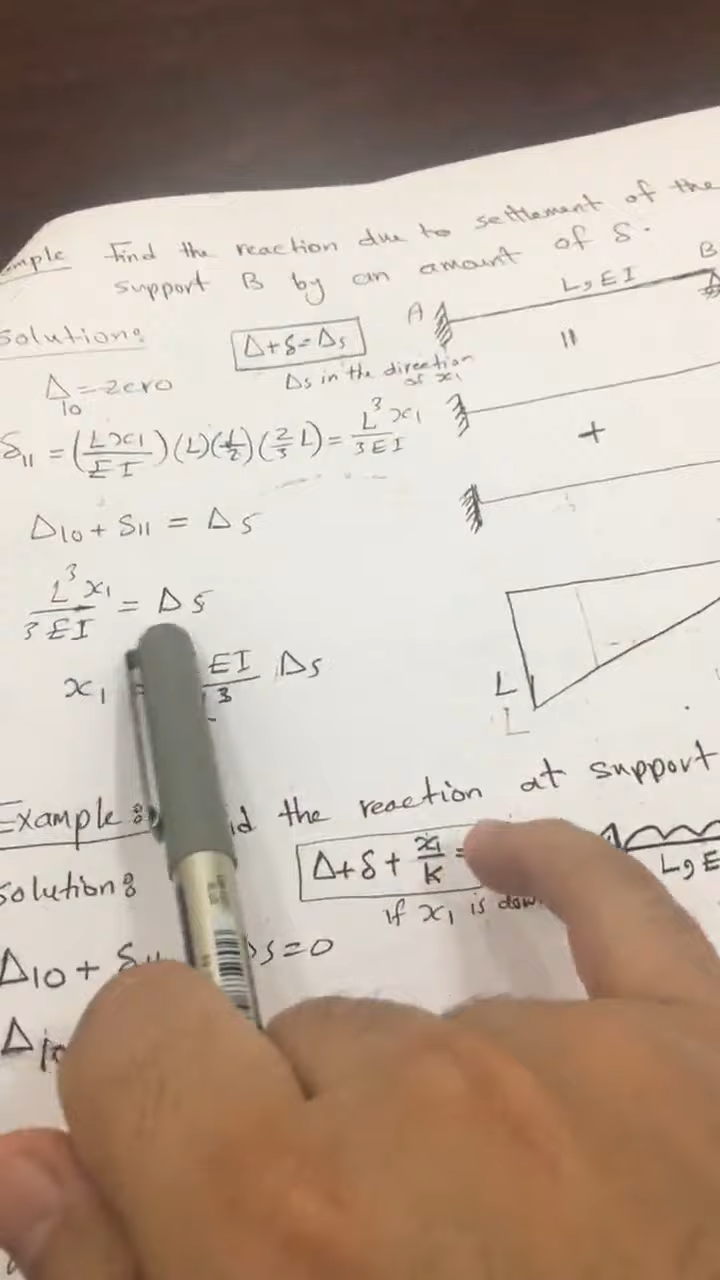 Find the reaction due to settlement of the
support B by an amount of δ.
Solution:
Δ+δ=Δs
Δs in the direction
of x₁
A
L, EI
B
Δ₁₀ = zero
δ₁₁ = (Lx₁/EI)(L)(1/2)(2/3 L) = L³x₁/3EI
=
+
Δ₁₀ + δ₁₁ = Δs
L³x₁/3EI = Δs
x₁ EI/³ Δs
L
L
Example: the reaction at support
Solution:
Δ+δ+ x₁/k
if x₁ is
L, E
Δ₁₀ + s=0